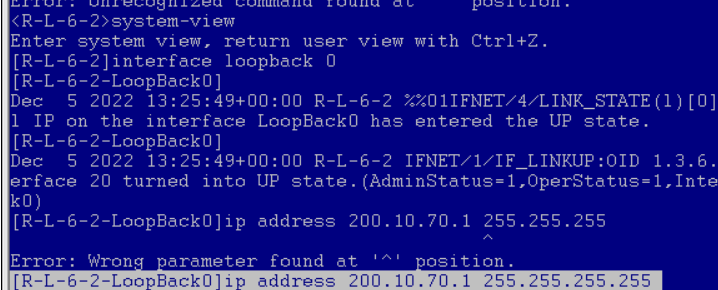 Error: Unrecognized command found at '^' position.
<R-L-6-2>system-view
Enter system view, return user view with Ctrl+Z.
[R-L-6-2]interface loopback 0
[R-L-6-2-LoopBack0]
Dec  5 2022 13:25:49+00:00 R-L-6-2 %%01IFNET/4/LINK_STATE(l)[0]
l IP on the interface LoopBack0 has entered the UP state.
[R-L-6-2-LoopBack0]
Dec  5 2022 13:25:49+00:00 R-L-6-2 IFNET/1/IF_LINKUP:OID 1.3.6.
erface 20 turned into UP state.(AdminStatus=1,OperStatus=1,Inte
k0)
[R-L-6-2-LoopBack0]ip address 200.10.70.1 255.255.255
^
Error: Wrong parameter found at '^' position.
[R-L-6-2-LoopBack0]ip address 200.10.70.1 255.255.255.255